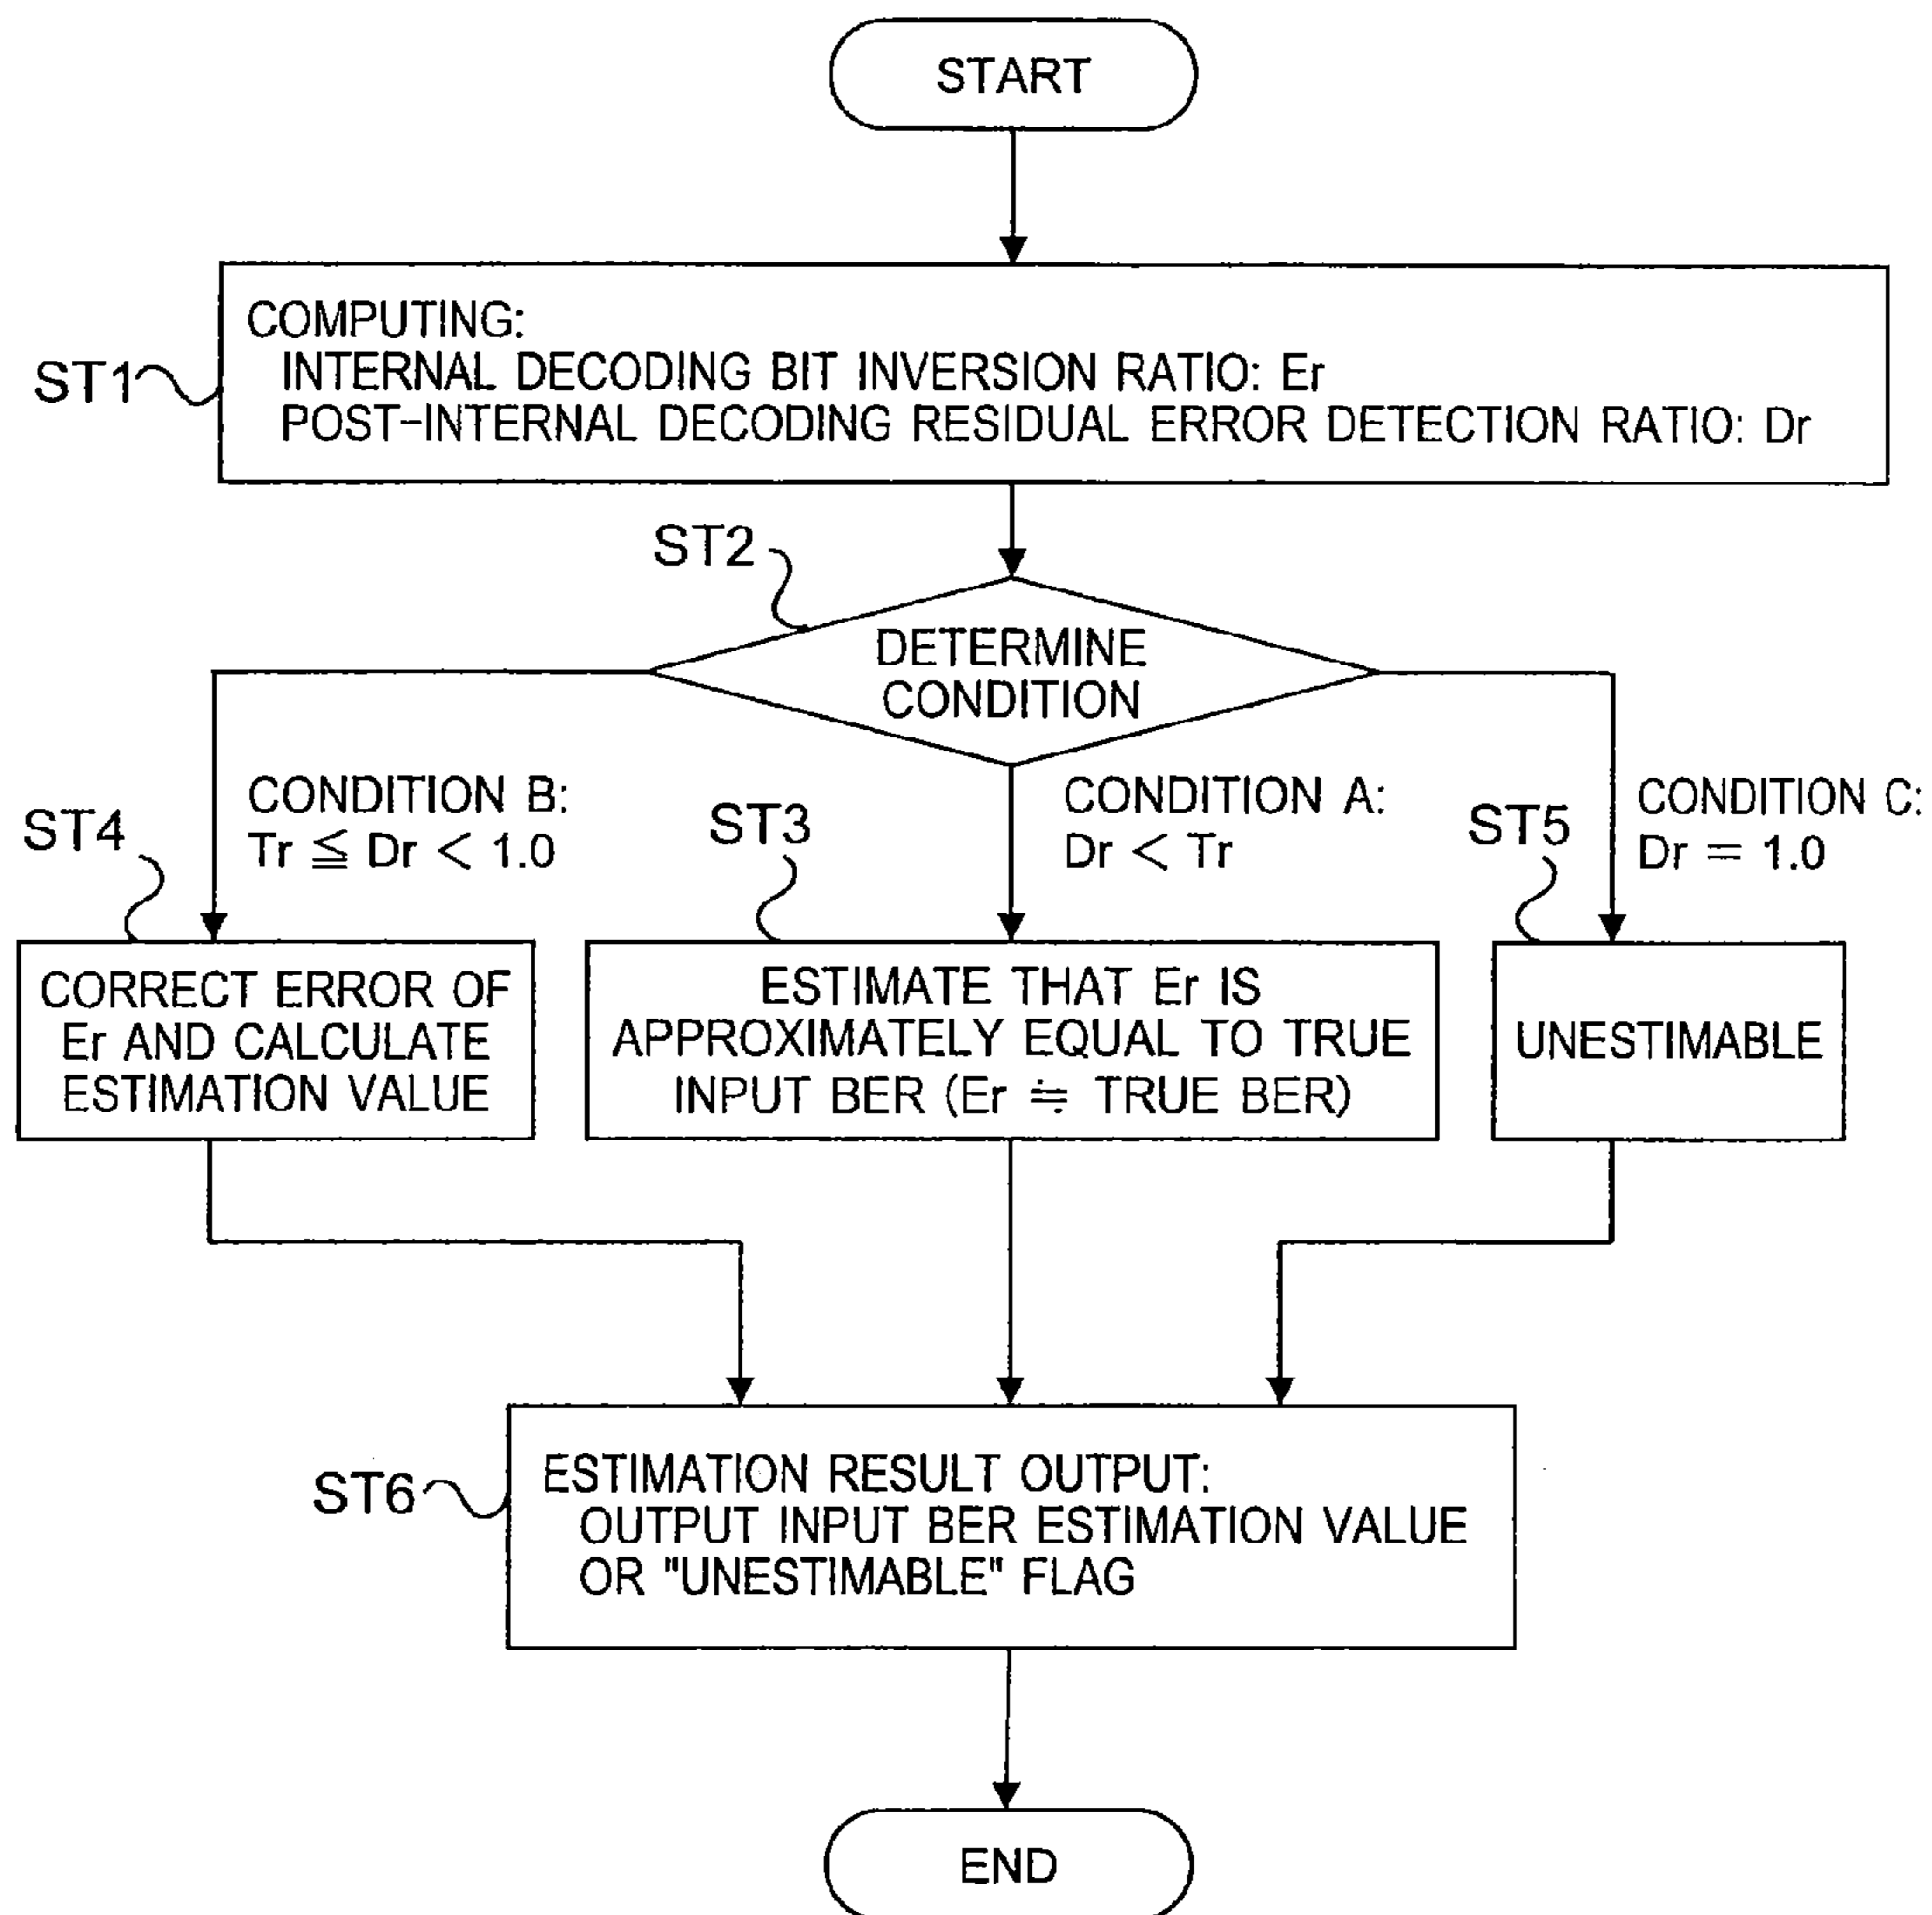 START
COMPUTING:
INTERNAL DECODING BIT INVERSION RATIO: Er
POST-INTERNAL DECODING RESIDUAL ERROR DETECTION RATIO: Dr
ST1
ST2
DETERMINE
CONDITION
CONDITION B:
Tr ≦ Dr < 1.0
ST4
CONDITION A:
Dr < Tr
ST3
CONDITION C:
Dr = 1.0
ST5
CORRECT ERROR OF
Er AND CALCULATE
ESTIMATION VALUE
ESTIMATE THAT Er IS
APPROXIMATELY EQUAL TO TRUE
INPUT BER (Er ≒ TRUE BER)
UNESTIMABLE
ST6
ESTIMATION RESULT OUTPUT:
OUTPUT INPUT BER ESTIMATION VALUE
OR "UNESTIMABLE" FLAG
END